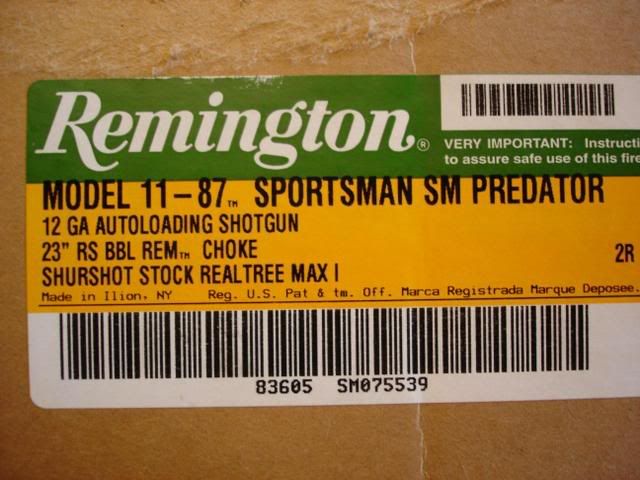 Remington®
VERY IMPORTANT: Instructi
to assure safe use of this fire
MODEL 11-87™ SPORTSMAN SM PREDATOR
12 GA AUTOLOADING SHOTGUN
23" RS BBL REM™ CHOKE 2R
SHURSHOT STOCK REALTREE MAX I
Made in Ilion, NY Reg. U.S. Pat & tm. Off. Marca Registrada Marque Deposee.
83605 SM075539